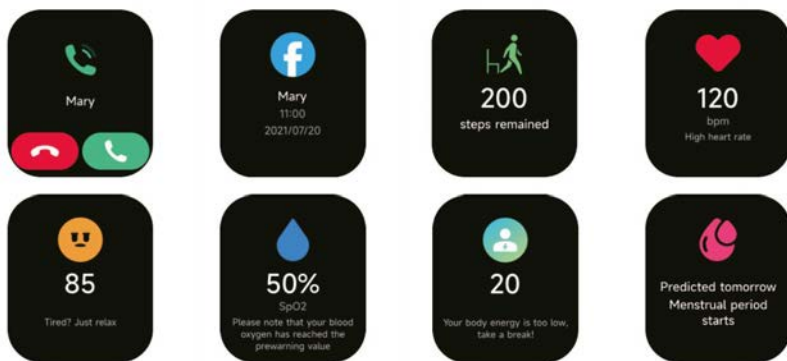 Mary
Mary
11:00
2021/07/20
200
steps remained
120
bpm
High heart rate
85
Tired? Just relax
50%
SpO2
Please note that your blood
oxygen has reached the
prewarning value
20
Your body energy is too low,
take a break!
Predicted tomorrow
Menstrual period
starts